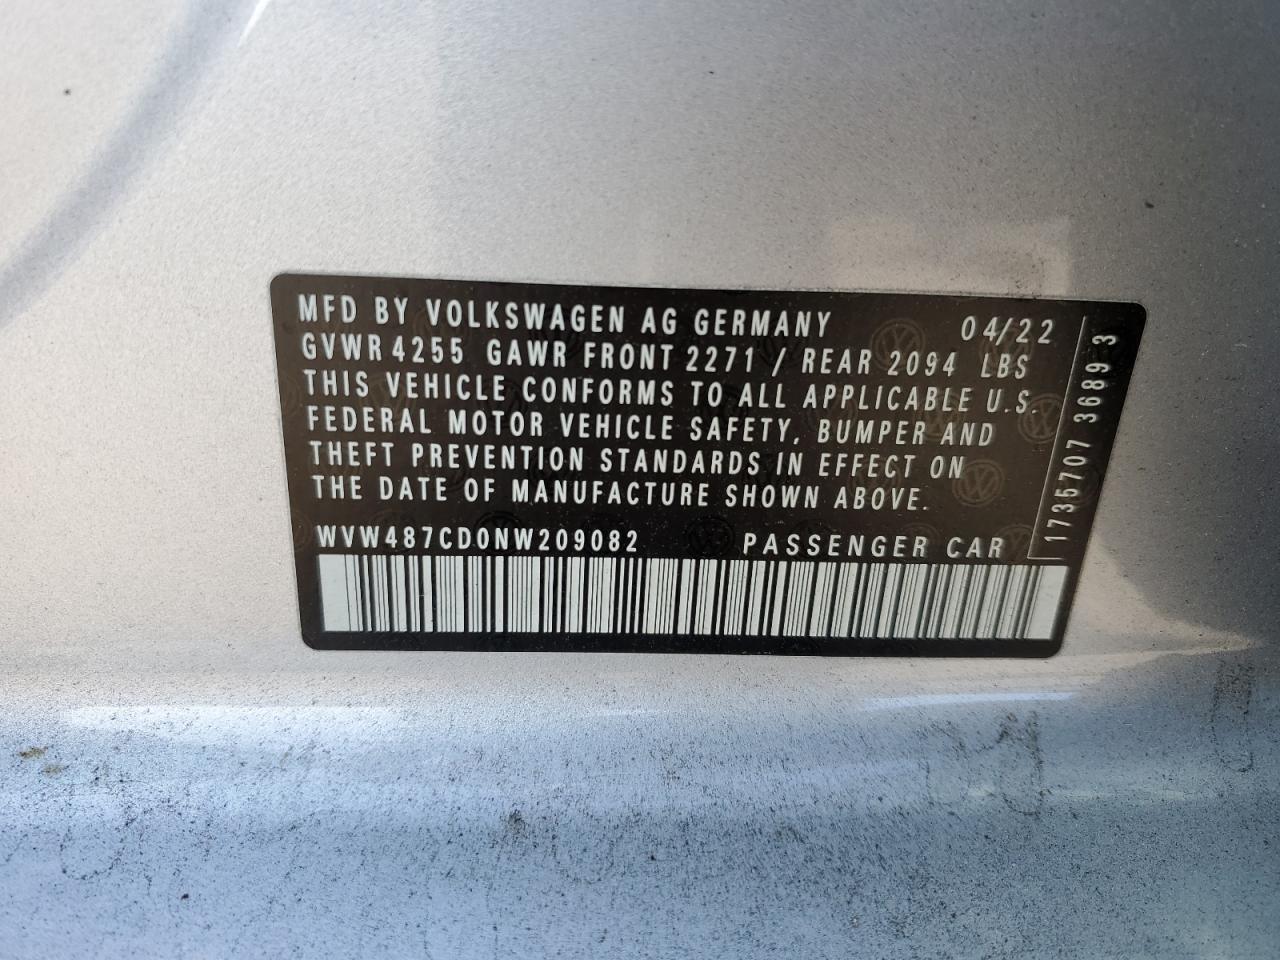 MFD BY VOLKSWAGEN AG GERMANY 04/22
GVWR 4255 GAWR FRONT 2271 / REAR 2094 LBS
THIS VEHICLE CONFORMS TO ALL APPLICABLE U.S.
FEDERAL MOTOR VEHICLE SAFETY, BUMPER AND
THEFT PREVENTION STANDARDS IN EFFECT ON
THE DATE OF MANUFACTURE SHOWN ABOVE.
WVW487CD0NW209082 PASSENGER CAR
1735707 3689 3